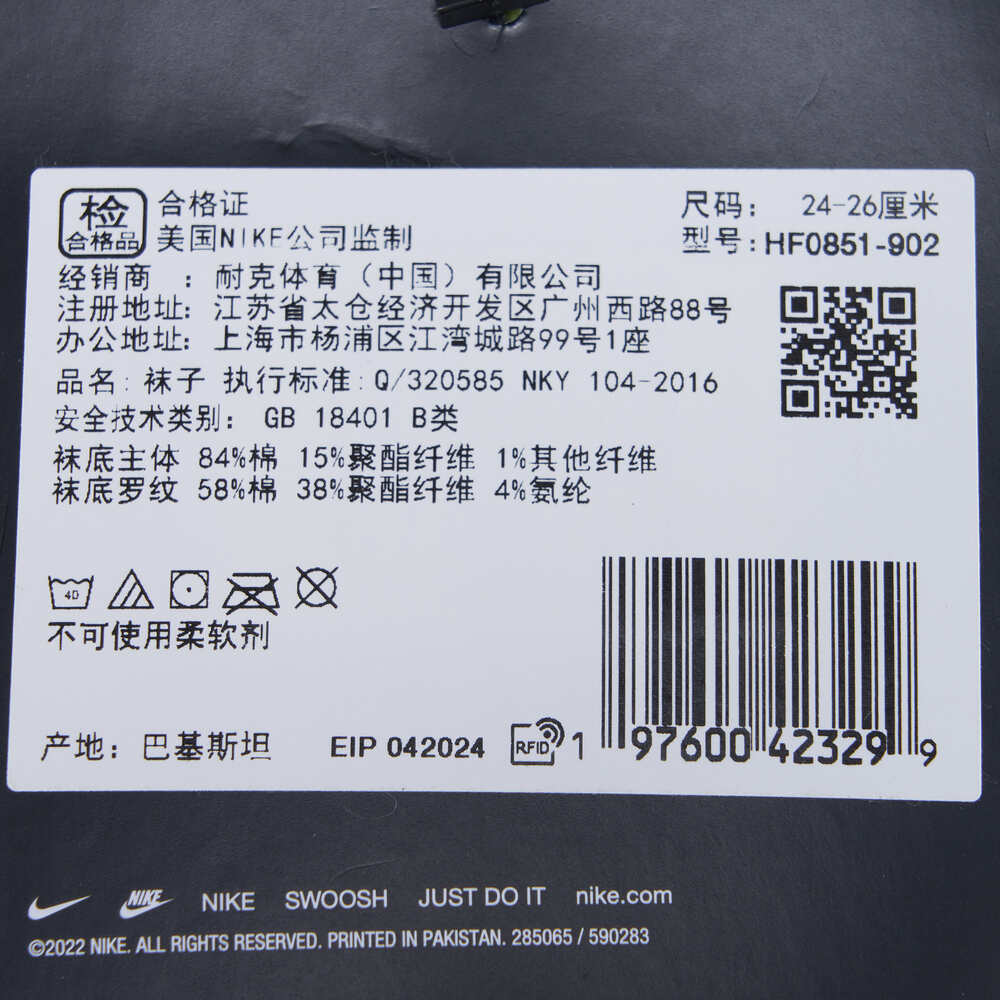 检
合格品
合格证
美国NIKE公司监制
尺码： 24-26厘米
型号：HF0851-902
经销商 ：耐克体育（中国）有限公司
注册地址：江苏省太仓经济开发区广州西路88号
办公地址：上海市杨浦区江湾城路99号1座
品名：袜子 执行标准：Q/320585 NKY 104-2016
安全技术类别： GB 18401 B类
袜底主体 84%棉 15%聚酯纤维 1%其他纤维
袜底罗纹 58%棉 38%聚酯纤维 4%氨纶
40
不可使用柔软剂
产地：巴基斯坦 EIP 042024 RFID 1
1 97600 42329 9
NIKE NIKE SWOOSH JUST DO IT nike.com
©2022 NIKE. ALL RIGHTS RESERVED. PRINTED IN PAKISTAN. 285065 / 590283